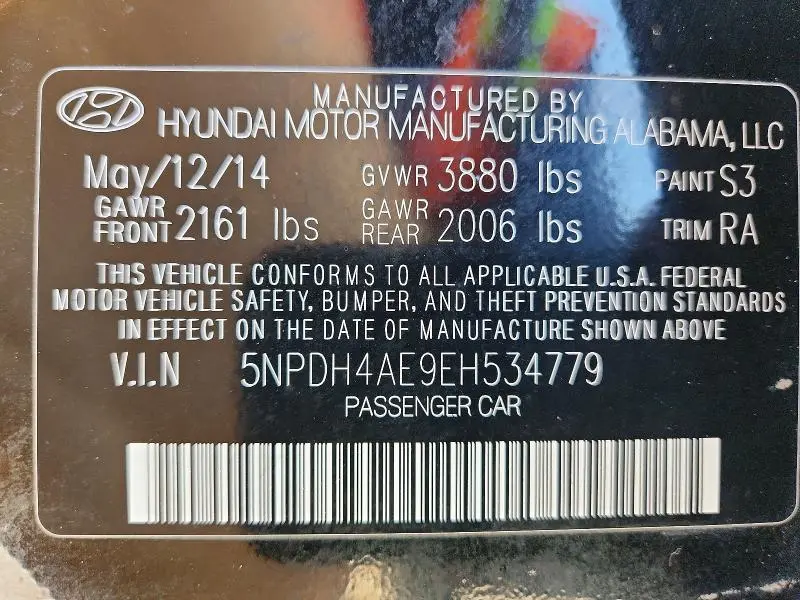 MANUFACTURED BY
HYUNDAI MOTOR MANUFACTURING ALABAMA, LLC
May/12/14 GVWR 3880 lbs PAINT S3
GAWR FRONT 2161 lbs GAWR REAR 2006 lbs TRIM RA
THIS VEHICLE CONFORMS TO ALL APPLICABLE U.S.A. FEDERAL
MOTOR VEHICLE SAFETY, BUMPER, AND THEFT PREVENTION STANDARDS
IN EFFECT ON THE DATE OF MANUFACTURE SHOWN ABOVE
V.I.N 5NPDH4AE9EH534779
PASSENGER CAR